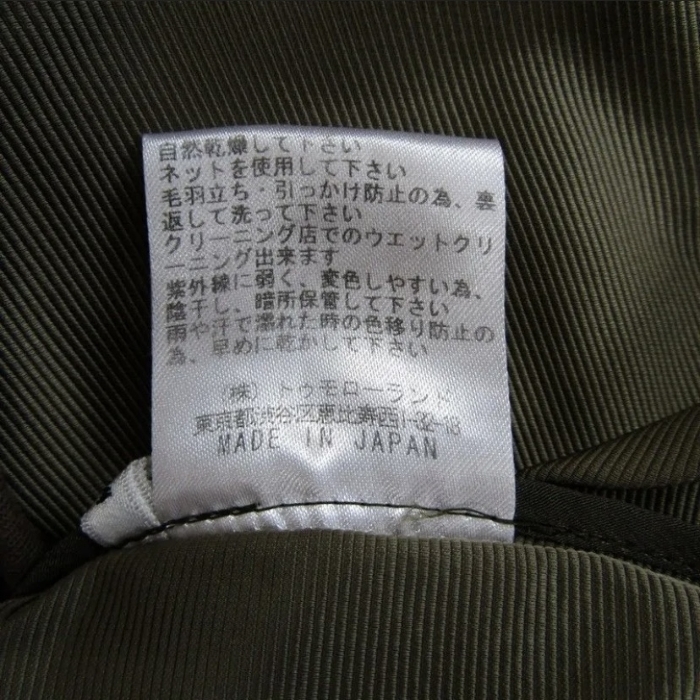 自然乾燥して下さい
ネットを使用して下さい
毛羽立ち・引っかけ防止の為、裏
返して洗って下さい
クリーニング店でのウエットクリ
ーニング出来ます
紫外線に弱く、変色しやすい為、
陰干し、暗所保管して下さい
雨や汗で濡れた時の色移り防止の
為、早めに乾かして下さい
(株)トゥモローランド
東京都渋谷区恵比寿西1-32-18
MADE IN JAPAN